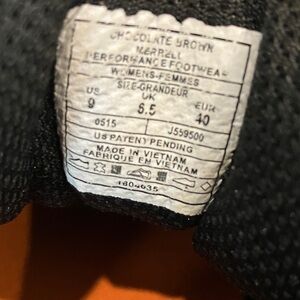 CHOCOLATE BROWN
MERRELL
PERFORMANCE FOOTWEAR
WOMENS-FEMMES
SIZE-GRANDEUR
US UK EUR
9 6.5 40
0515 J559500
US PATENT PENDING
MADE IN VIETNAM
FABRIQUE EN VIETNAM